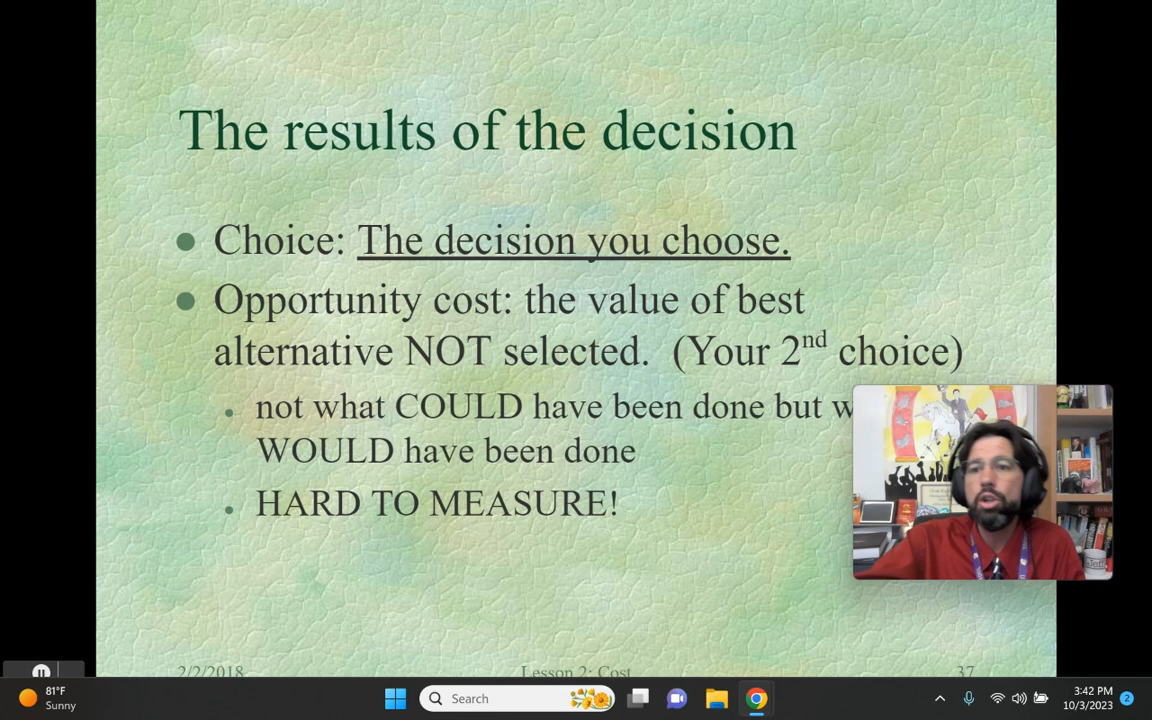 The results of the decision
Choice: The decision you choose.
Opportunity cost: the value of best
alternative NOT selected. (Your 2nd choice)
not what COULD have been done but
WOULD have been done
HARD TO MEASURE!
2/2/2018
Lesson 2: Cost
37
81°F
Sunny
Search
3:42 PM
10/3/2023
2